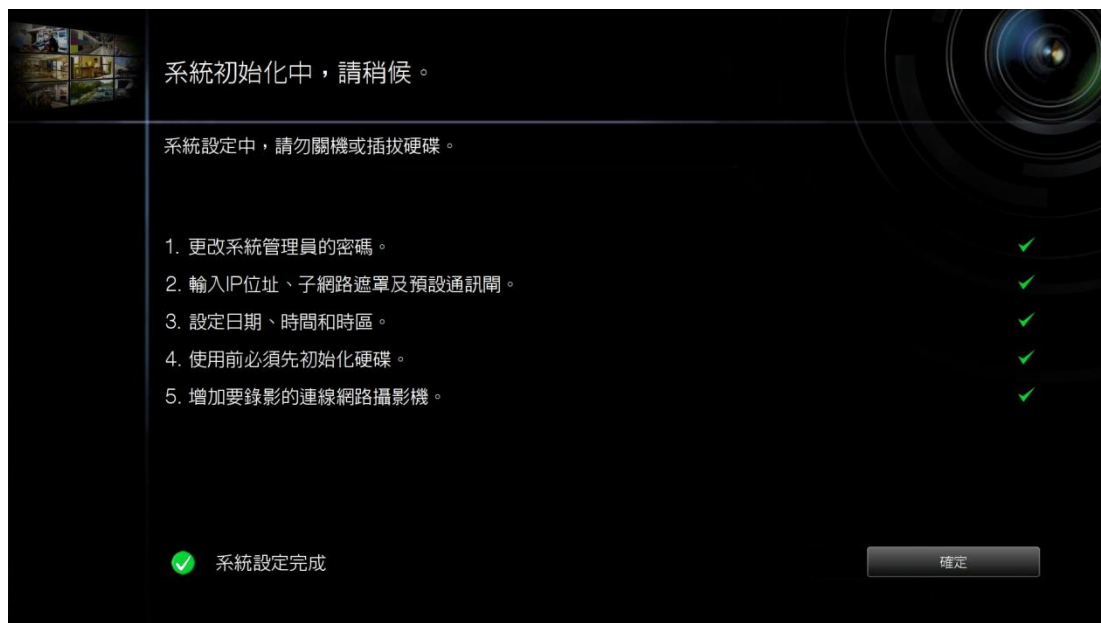 系統初始化中，請稍候。
系統設定中，請勿關機或插拔硬碟。
1. 更改系統管理員的密碼。
2. 輸入IP位址、子網路遮罩及預設通訊閘。
3. 設定日期、時間和時區。
4. 使用前必須先初始化硬碟。
5. 增加要錄影的連線網路攝影機。
系統設定完成
確定